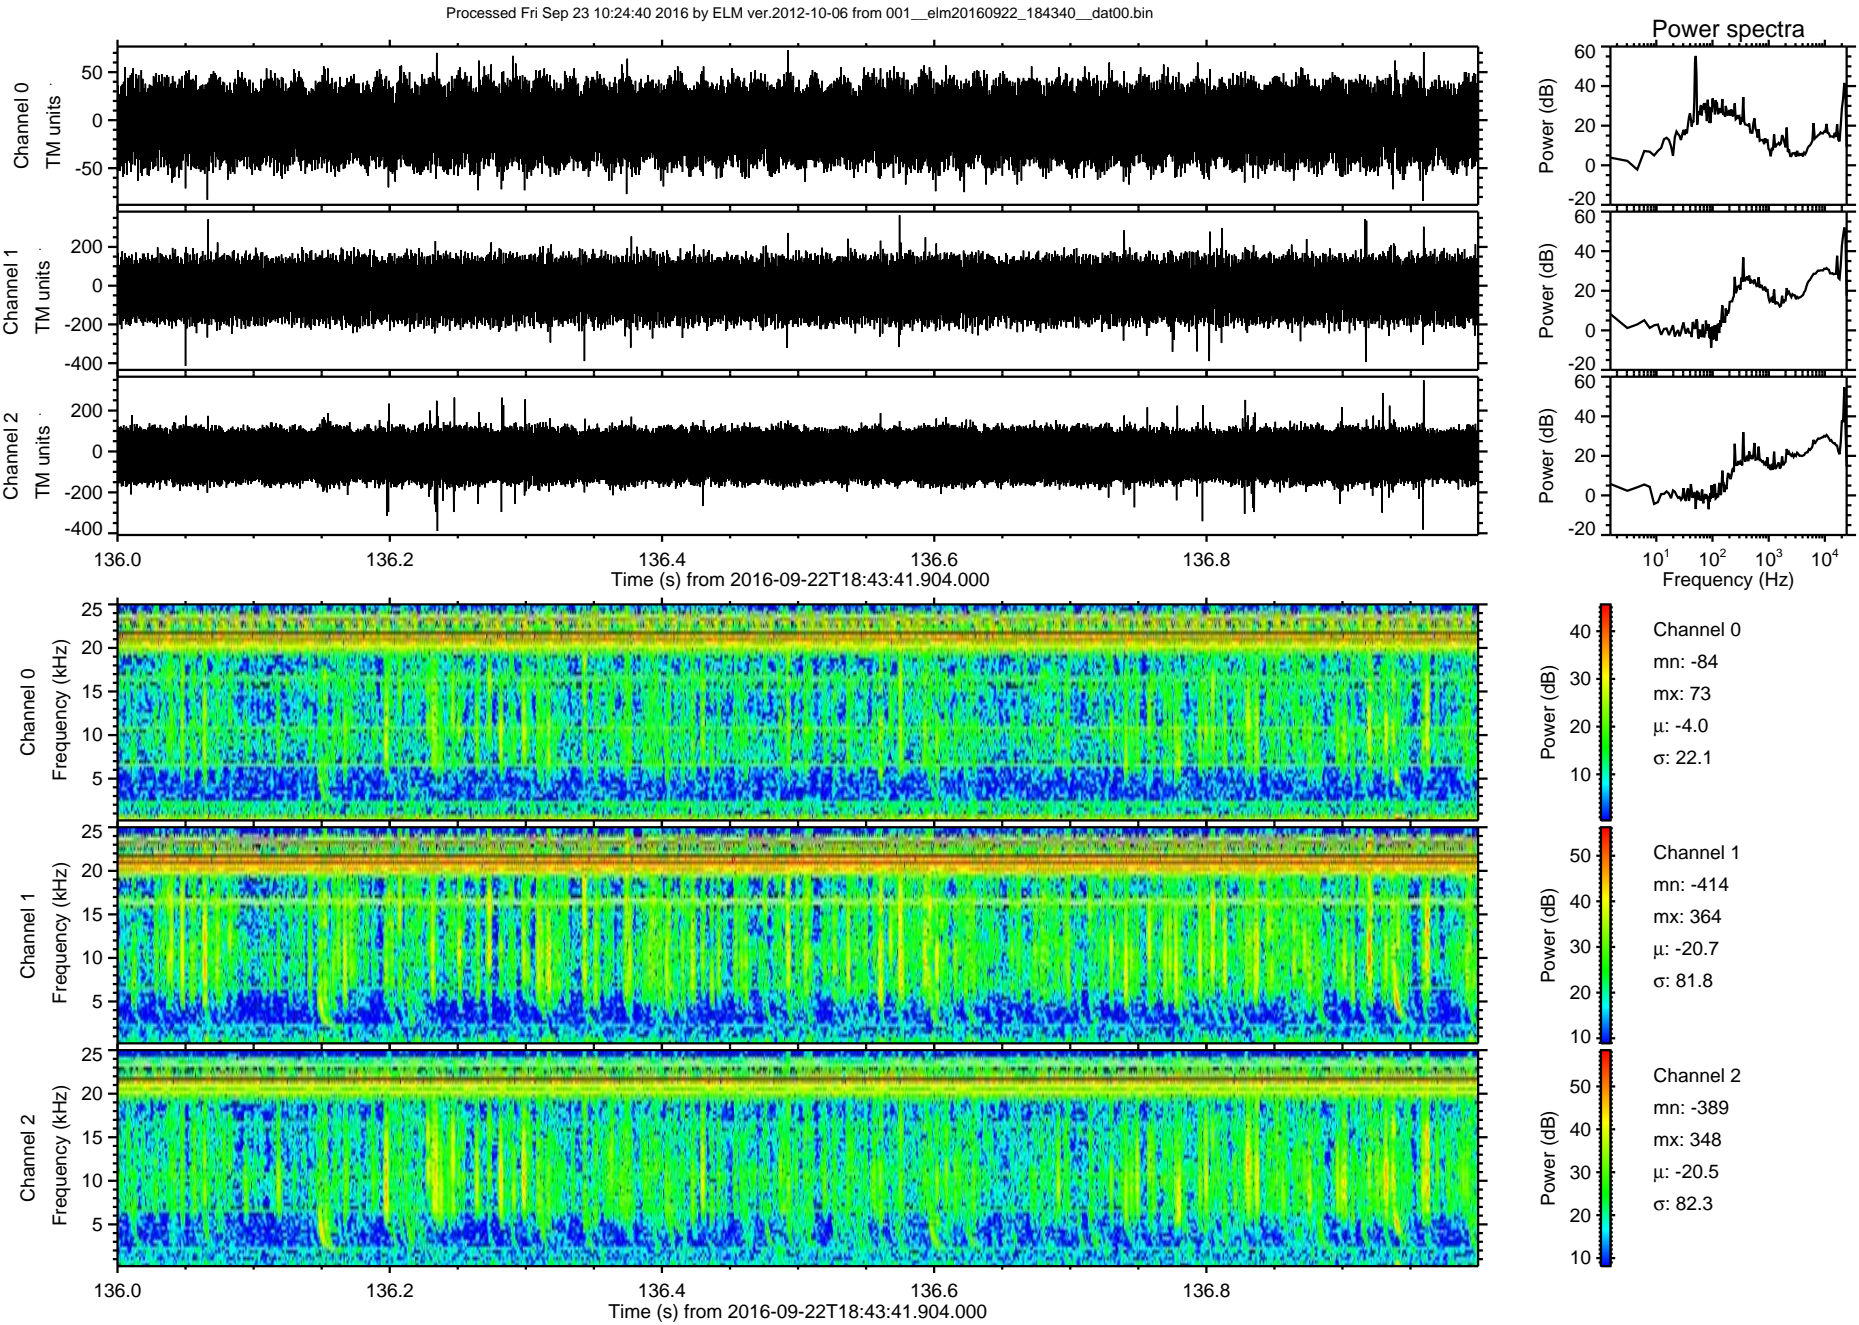 Processed Fri Sep 23 10:24:40 2016 by ELM ver.2012-10-06 from 001__elm20160922_184340__dat00.bin
Power spectra
Channel 0
TM units
50
0
-50
Power (dB)
60
40
20
0
-20
Channel 1
TM units
200
0
-200
-400
Power (dB)
60
40
20
0
-20
Channel 2
TM units
200
0
-200
-400
Power (dB)
60
40
20
0
-20
136.0 136.2 136.4 136.6 136.8
Time (s) from 2016-09-22T18:43:41.904.000
10¹ 10² 10³ 10⁴
Frequency (Hz)
Channel 0
Frequency (kHz)
25
20
15
10
5
Power (dB)
40
30
20
10
Channel 0
mn: -84
mx: 73
μ: -4.0
σ: 22.1
Channel 1
Frequency (kHz)
25
20
15
10
5
Power (dB)
50
40
30
20
10
Channel 1
mn: -414
mx: 364
μ: -20.7
σ: 81.8
Channel 2
Frequency (kHz)
25
20
15
10
5
Power (dB)
50
40
30
20
10
Channel 2
mn: -389
mx: 348
μ: -20.5
σ: 82.3
136.0 136.2 136.4 136.6 136.8
Time (s) from 2016-09-22T18:43:41.904.000